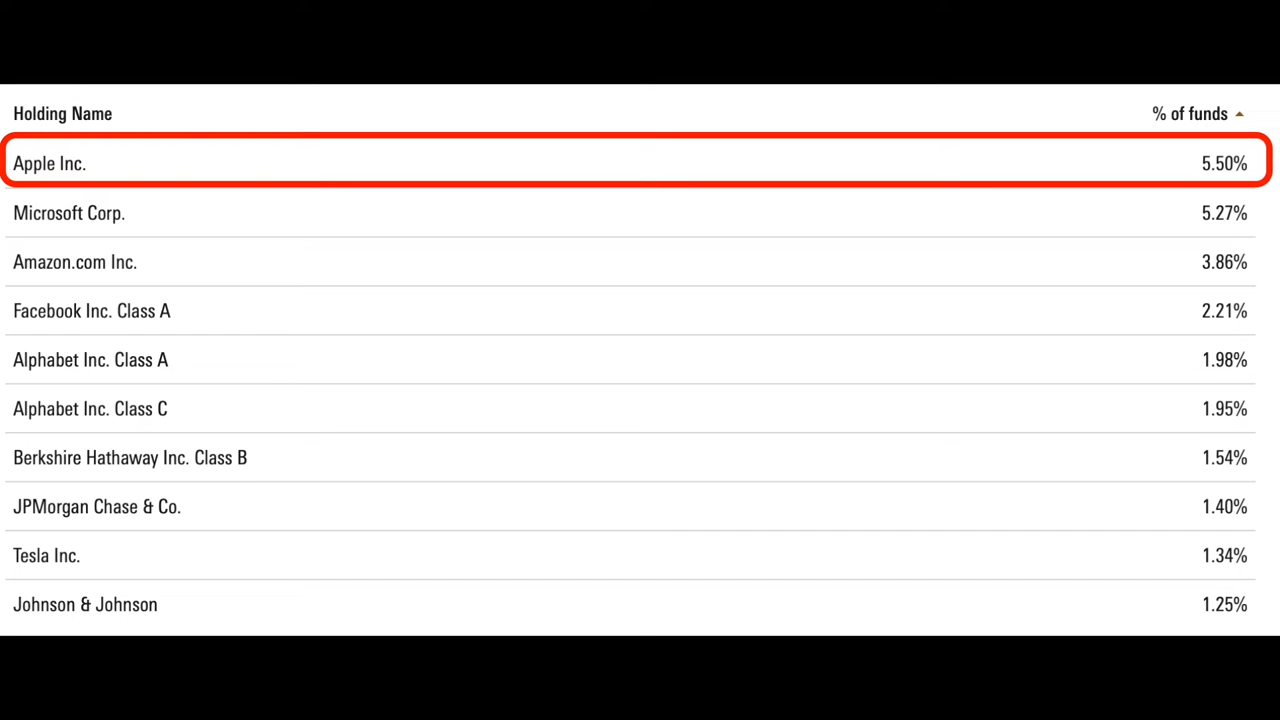 Holding Name % of funds
Apple Inc. 5.50%
Microsoft Corp. 5.27%
Amazon.com Inc. 3.86%
Facebook Inc. Class A 2.21%
Alphabet Inc. Class A 1.98%
Alphabet Inc. Class C 1.95%
Berkshire Hathaway Inc. Class B 1.54%
JPMorgan Chase & Co. 1.40%
Tesla Inc. 1.34%
Johnson & Johnson 1.25%